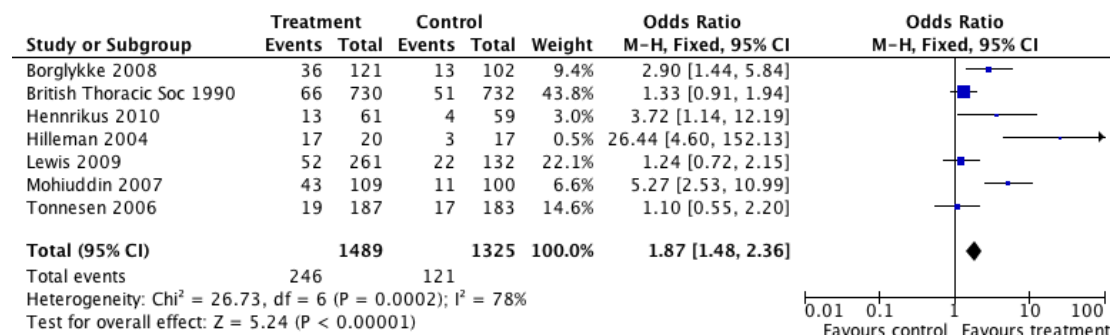 Treatment Control Odds Ratio Odds Ratio
Study or Subgroup Events Total Events Total Weight M-H, Fixed, 95% CI M-H, Fixed, 95% CI
Borglykke 2008 36 121 13 102 9.4% 2.90 [1.44, 5.84]
British Thoracic Soc 1990 66 730 51 732 43.8% 1.33 [0.91, 1.94]
Hennrikus 2010 13 61 4 59 3.0% 3.72 [1.14, 12.19]
Hilleman 2004 17 20 3 17 0.5% 26.44 [4.60, 152.13]
Lewis 2009 52 261 22 132 22.1% 1.24 [0.72, 2.15]
Mohiuddin 2007 43 109 11 100 6.6% 5.27 [2.53, 10.99]
Tonnesen 2006 19 187 17 183 14.6% 1.10 [0.55, 2.20]
Total (95% CI) 1489 1325 100.0% 1.87 [1.48, 2.36]
Total events 246 121
Heterogeneity: Chi² = 26.73, df = 6 (P = 0.0002); I² = 78%
Test for overall effect: Z = 5.24 (P < 0.00001)
0.01 0.1 1 10 100
Favours control Favours treatment